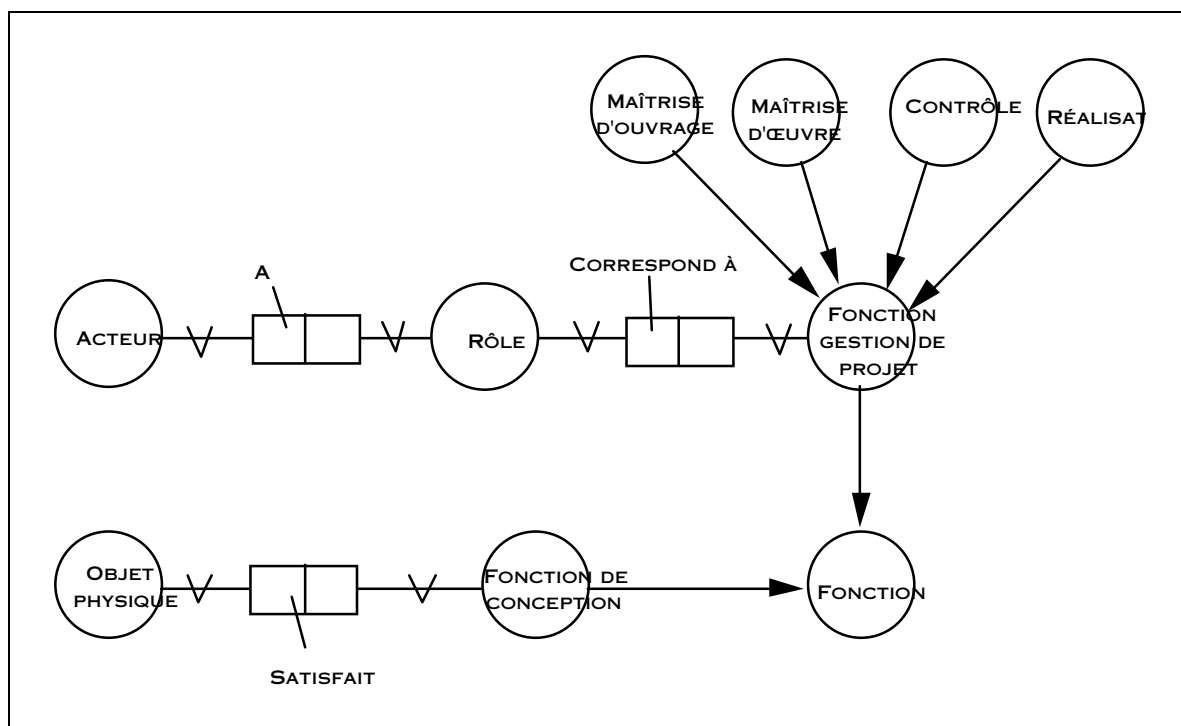 MAÎTRISE
D'OUVRAGE
MAÎTRISE
D'ŒUVRE
CONTRÔLE
RÉALISAT
A
CORRESPOND À
ACTEUR
RÔLE
FONCTION
GESTION DE
PROJET
OBJET
PHYSIQUE
FONCTION DE
CONCEPTION
FONCTION
SATISFAIT